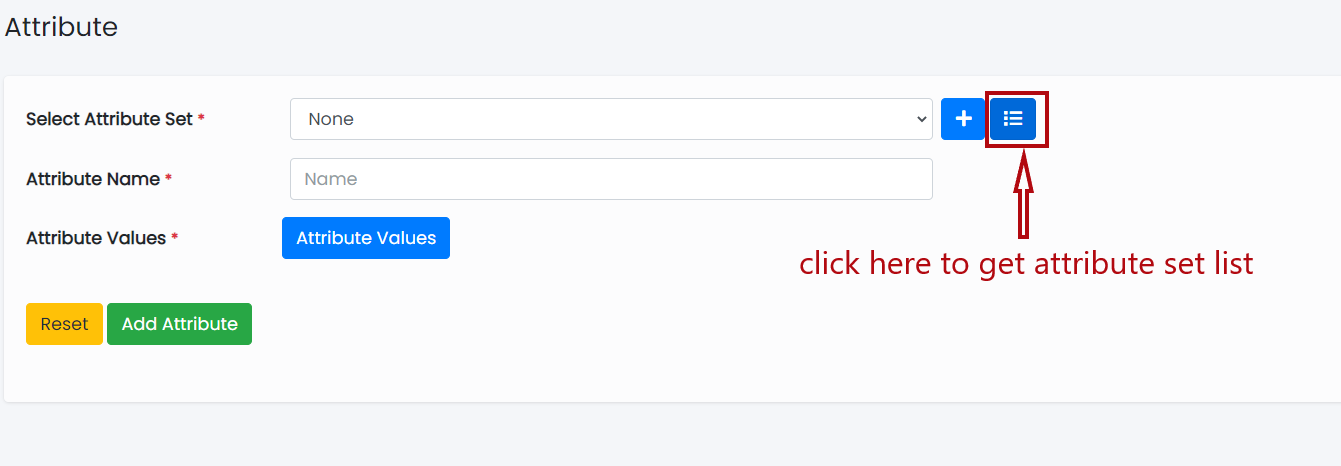 Attribute
Select Attribute Set *
None
Attribute Name *
Name
Attribute Values *
Attribute Values
click here to get attribute set list
Reset
Add Attribute